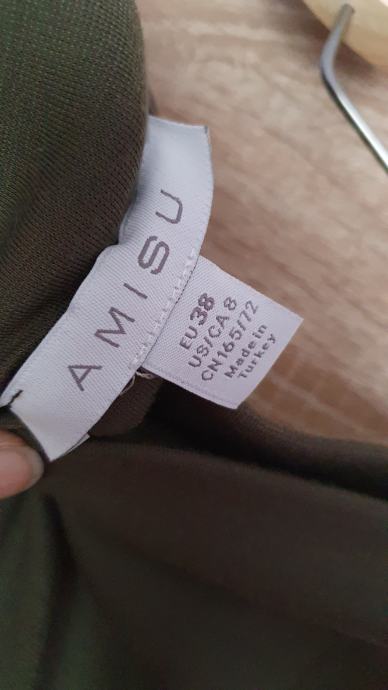 AMISU
EU 38
US/CA 8
CN165/72
Made in
Turkey